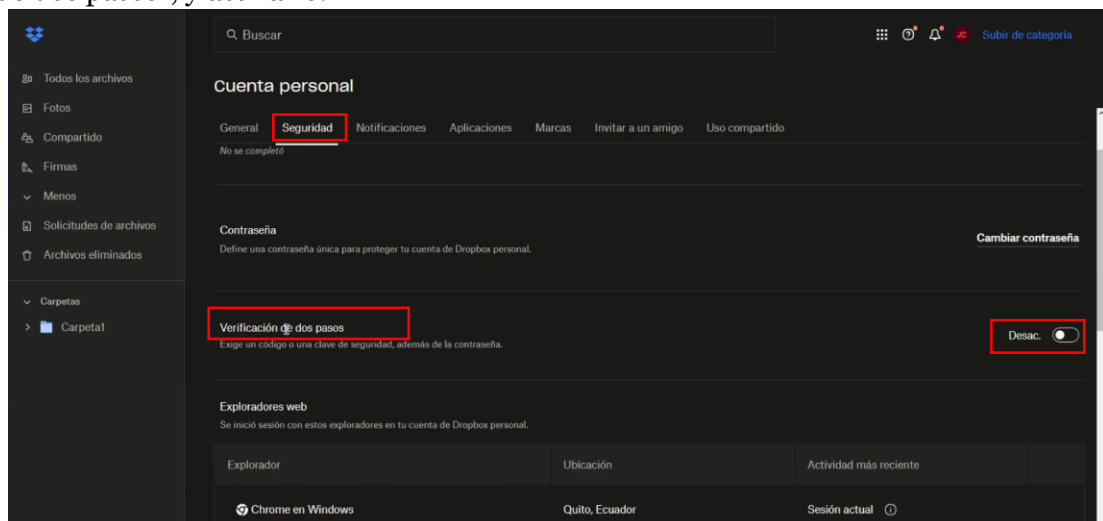 Buscar
JC
Subir de categoría
Todos los archivos
Fotos
Compartido
Firmas
Menos
Solicitudes de archivos
Archivos eliminados
Carpetas
Carpeta1
Cuenta personal
General Seguridad Notificaciones Aplicaciones Marcas Invitar a un amigo Uso compartido
No se completó
Contraseña
Define una contraseña única para proteger tu cuenta de Dropbox personal.
Cambiar contraseña
Verificación de dos pasos
Exige un código o una clave de seguridad, además de la contraseña.
Desac.
Exploradores web
Se inició sesión con estos exploradores en tu cuenta de Dropbox personal.
Explorador Ubicación Actividad más reciente
Chrome en Windows Quito, Ecuador Sesión actual